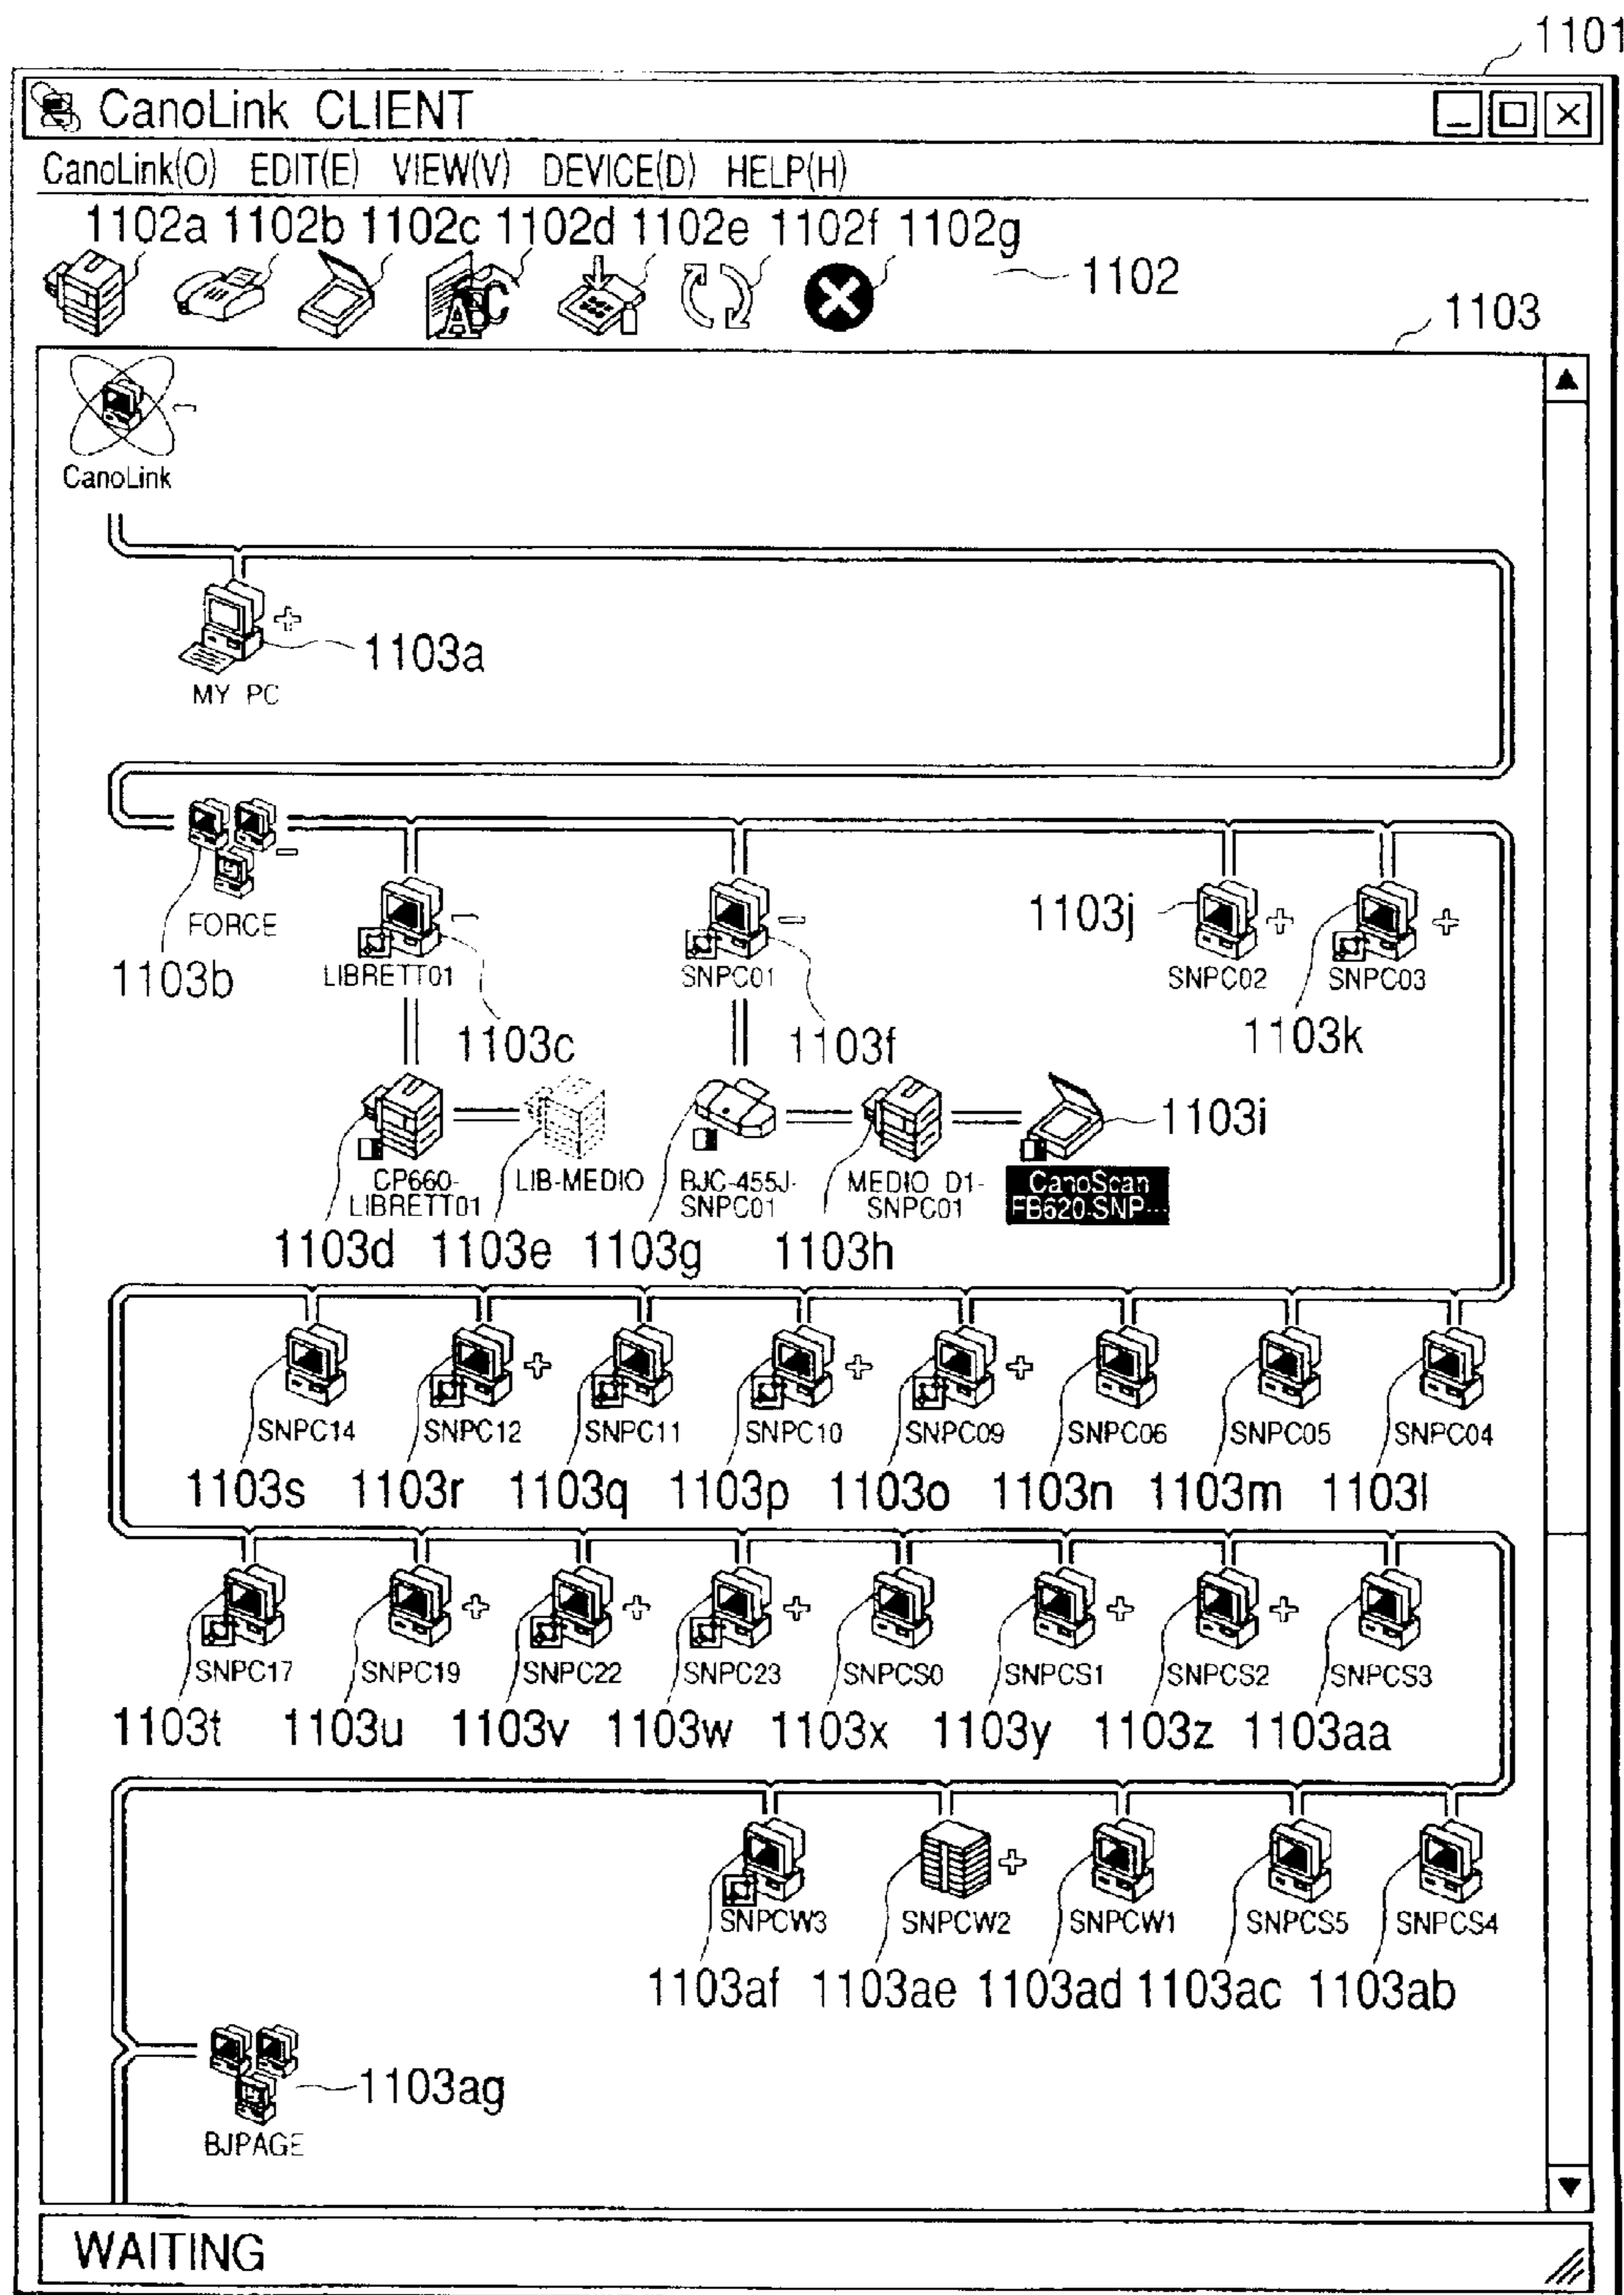 1101
CanoLink CLIENT
CanoLink(O) EDIT(E) VIEW(V) DEVICE(D) HELP(H)
1102a 1102b 1102c 1102d 1102e 1102f 1102g
1102
1103
CanoLink
1103a
MY PC
FORCE
1103b
LIBRETT01
SNPC01
1103j
SNPC02
SNPC03
1103c
1103f
1103k
1103i
CP660-
LIBRETT01
LIB-MEDIO
BJC-455J-
SNPC01
MEDIO D1-
SNPC01
CanoScan
FB620-SNP...
1103d 1103e 1103g 1103h
SNPC14 SNPC12 SNPC11 SNPC10 SNPC09 SNPC06 SNPC05 SNPC04
1103s 1103r 1103q 1103p 1103o 1103n 1103m 1103l
SNPC17 SNPC19 SNPC22 SNPC23 SNPCS0 SNPCS1 SNPCS2 SNPCS3
1103t 1103u 1103v 1103w 1103x 1103y 1103z 1103aa
SNPCW3 SNPCW2 SNPCW1 SNPCS5 SNPCS4
1103af 1103ae 1103ad 1103ac 1103ab
1103ag
BJPAGE
WAITING